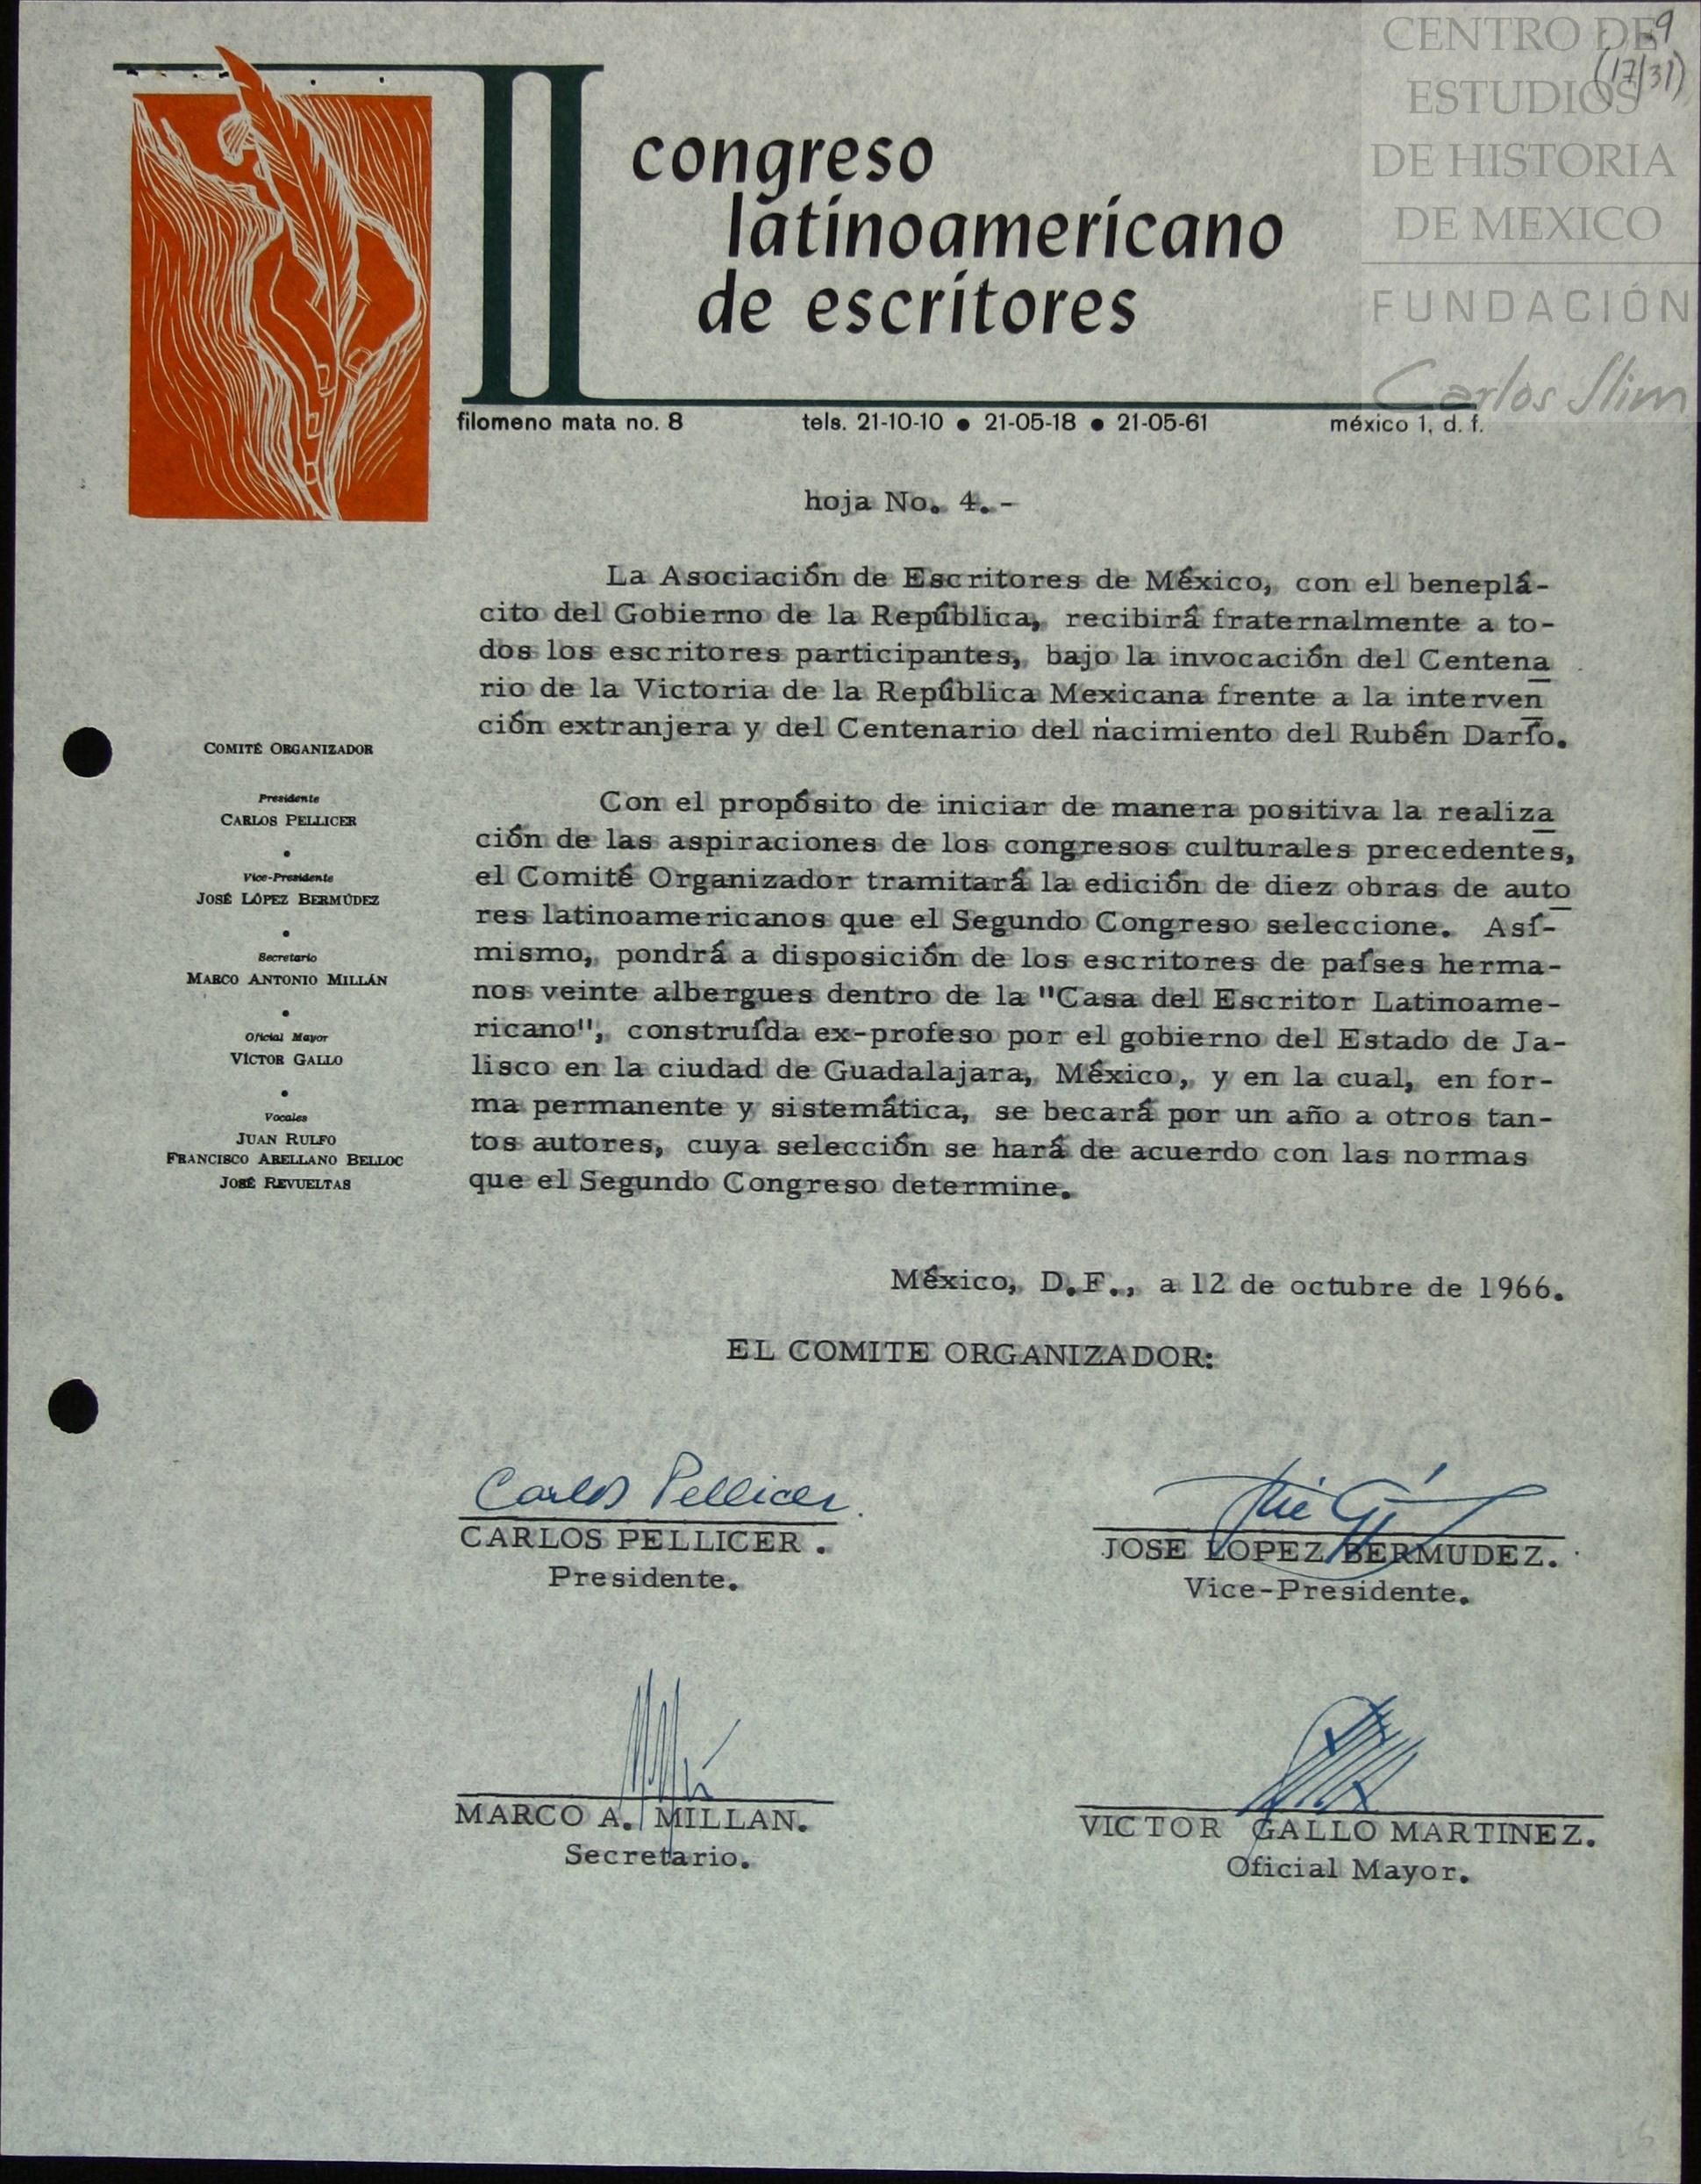 CENTRO DE
ESTUDIOS
DE HISTORIA
DE MEXICO
FUNDACIÓN
Carlos Slim
9
(17/31)
II
congreso
latinoamericano
de escritores
filomeno mata no. 8 tels. 21-10-10 ● 21-05-18 ● 21-05-61 méxico 1, d. f.
hoja No. 4.-
La Asociación de Escritores de México, con el beneplá-
cito del Gobierno de la República, recibirá fraternalmente a to-
dos los escritores participantes, bajo la invocación del Centena
rio de la Victoria de la República Mexicana frente a la interven
ción extranjera y del Centenario del nacimiento del Rubén Darío.
Con el propósito de iniciar de manera positiva la realiza
ción de las aspiraciones de los congresos culturales precedentes,
el Comité Organizador tramitará la edición de diez obras de auto
res latinoamericanos que el Segundo Congreso seleccione. Así-
mismo, pondrá a disposición de los escritores de países herma-
nos veinte albergues dentro de la "Casa del Escritor Latinoame-
ricano", construída ex-profeso por el gobierno del Estado de Ja-
lisco en la ciudad de Guadalajara, México, y en la cual, en for-
ma permanente y sistemática, se becará por un año a otros tan-
tos autores, cuya selección se hará de acuerdo con las normas
que el Segundo Congreso determine.
COMITÉ ORGANIZADOR
Presidente
CARLOS PELLICER
•
Vice-Presidente
JOSÉ LÓPEZ BERMÚDEZ
•
Secretario
MARCO ANTONIO MILLÁN
•
Oficial Mayor
VÍCTOR GALLO
•
Vocales
JUAN RULFO
FRANCISCO ARELLANO BELLOC
JOSÉ REVUELTAS
México, D.F., a 12 de octubre de 1966.
EL COMITE ORGANIZADOR:
Carlos Pellicer
CARLOS PELLICER .
Presidente.
JOSE LOPEZ BERMUDEZ.
Vice-Presidente.
MARCO A. MILLAN.
Secretario.
VICTOR GALLO MARTINEZ.
Oficial Mayor.